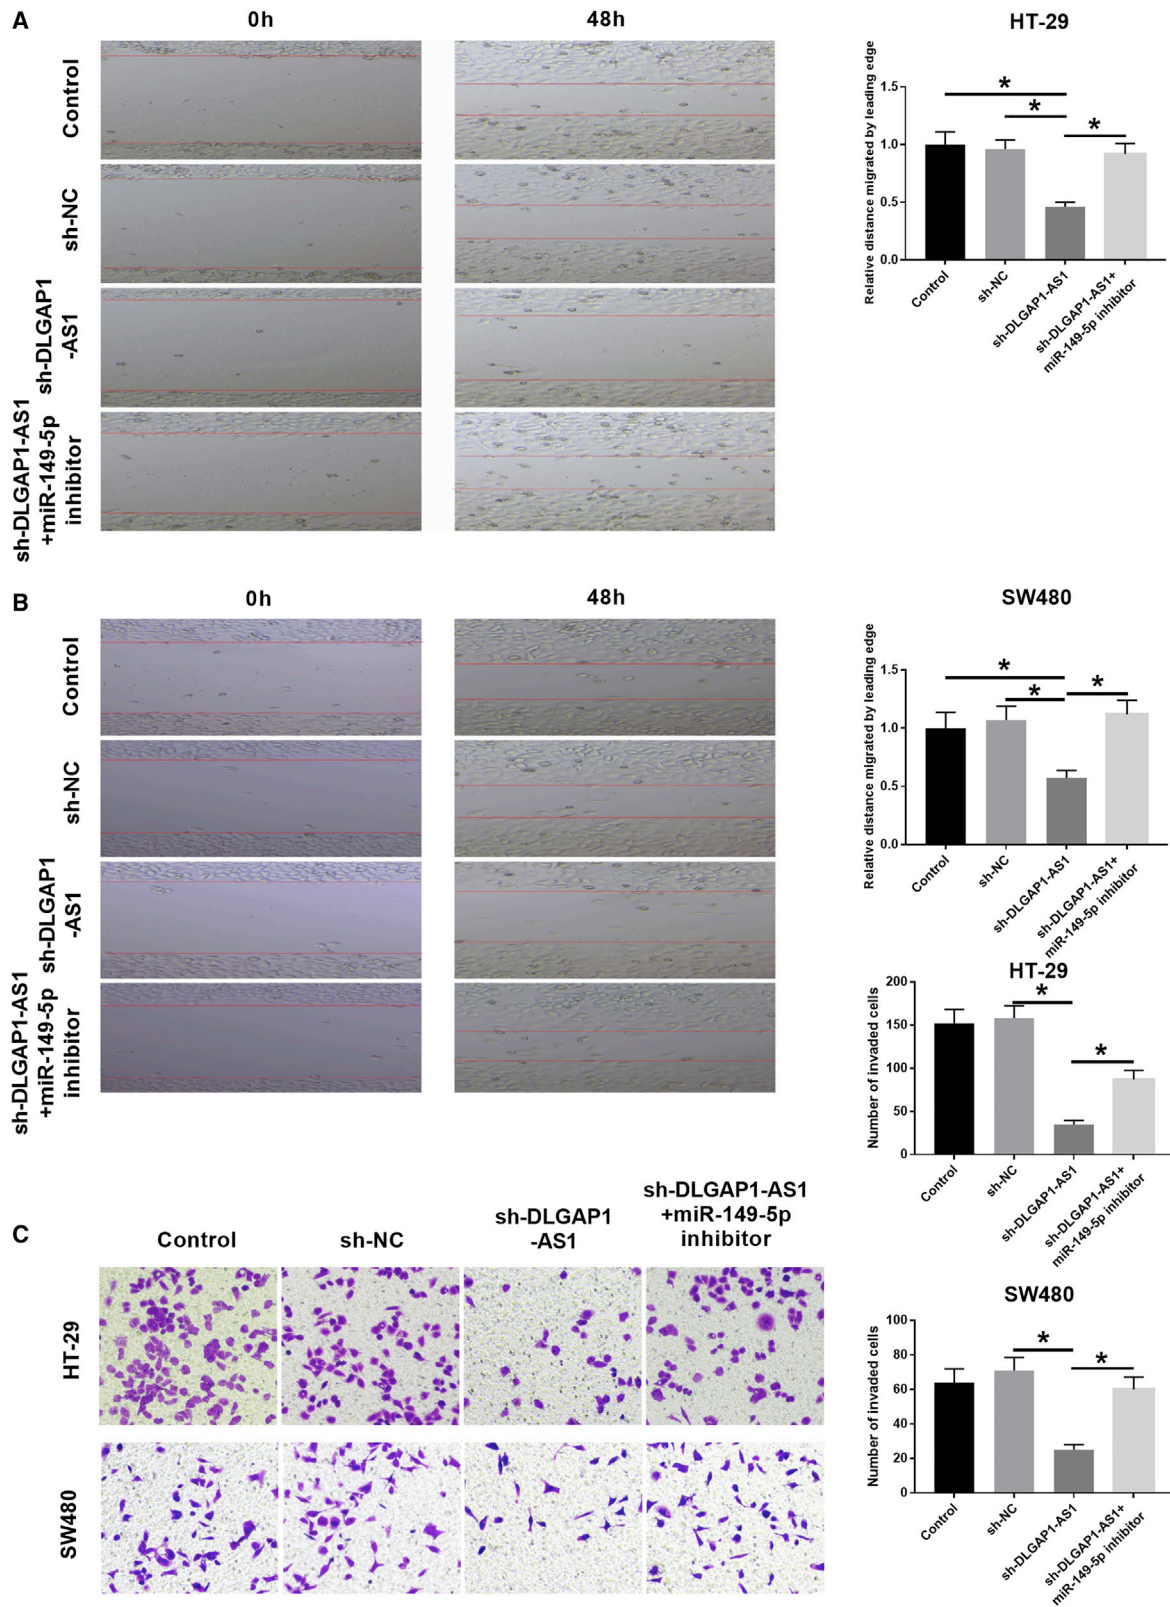 A
0h
48h
Control
sh-NC
sh-DLGAP1
-AS1
sh-DLGAP1-AS1
+miR-149-5p
inhibitor
HT-29
Relative distance migrated by leading edge
1.5
1.0
0.5
0.0
*
*
*
Control
sh-NC
sh-DLGAP1-AS1
sh-DLGAP1-AS1+
miR-149-5p inhibitor
B
0h
48h
Control
sh-NC
sh-DLGAP1
-AS1
sh-DLGAP1-AS1
+miR-149-5p
inhibitor
SW480
Relative distance migrated by leading edge
1.5
1.0
0.5
0.0
*
*
*
Control
sh-NC
sh-DLGAP1-AS1
sh-DLGAP1-AS1+
miR-149-5p inhibitor
HT-29
Number of invaded cells
200
150
100
50
0
*
*
Control
sh-NC
sh-DLGAP1-AS1
sh-DLGAP1-AS1+
miR-149-5p inhibitor
C
Control
sh-NC
sh-DLGAP1
-AS1
sh-DLGAP1-AS1
+miR-149-5p
inhibitor
HT-29
SW480
SW480
Number of invaded cells
100
80
60
40
20
0
*
*
Control
sh-NC
sh-DLGAP1-AS1
sh-DLGAP1-AS1+
miR-149-5p inhibitor